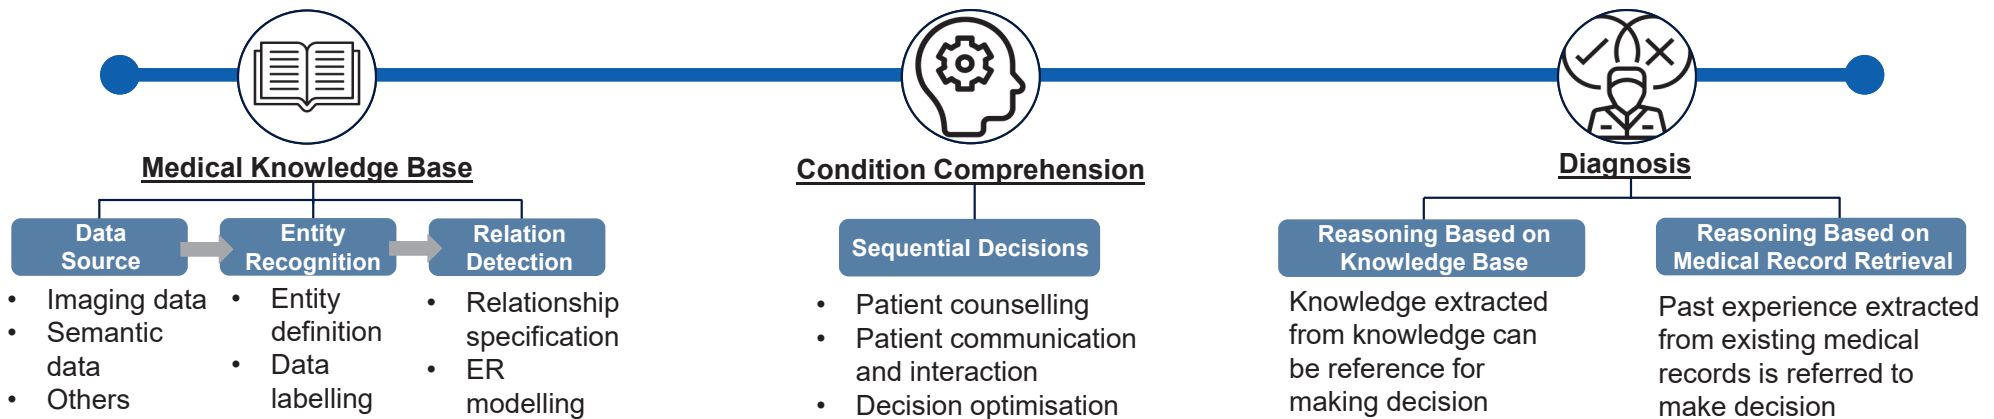 Medical Knowledge Base
Data
Source
Entity
Recognition
Relation
Detection
• Imaging data
• Semantic
data
• Others
• Entity
definition
• Data
labelling
• Relationship
specification
• ER
modelling
Condition Comprehension
Sequential Decisions
• Patient counselling
• Patient communication
and interaction
• Decision optimisation
Diagnosis
Reasoning Based on
Knowledge Base
Knowledge extracted
from knowledge can
be reference for
making decision
Reasoning Based on
Medical Record Retrieval
Past experience extracted
from existing medical
records is referred to
make decision